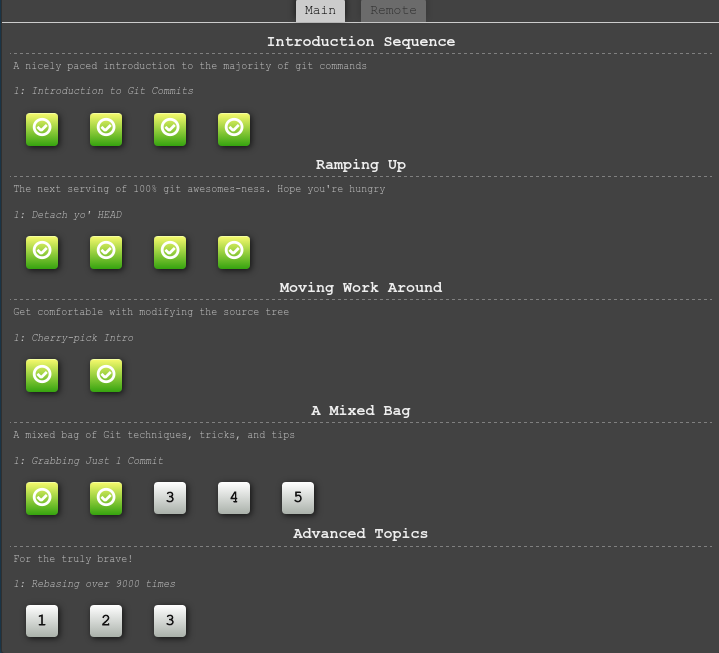 Main Remote
Introduction Sequence
A nicely paced introduction to the majority of git commands
1: Introduction to Git Commits
Ramping Up
The next serving of 100% git awesomes-ness. Hope you're hungry
1: Detach yo' HEAD
Moving Work Around
Get comfortable with modifying the source tree
1: Cherry-pick Intro
A Mixed Bag
A mixed bag of Git techniques, tricks, and tips
1: Grabbing Just 1 Commit
3 4 5
Advanced Topics
For the truly brave!
1: Rebasing over 9000 times
1 2 3